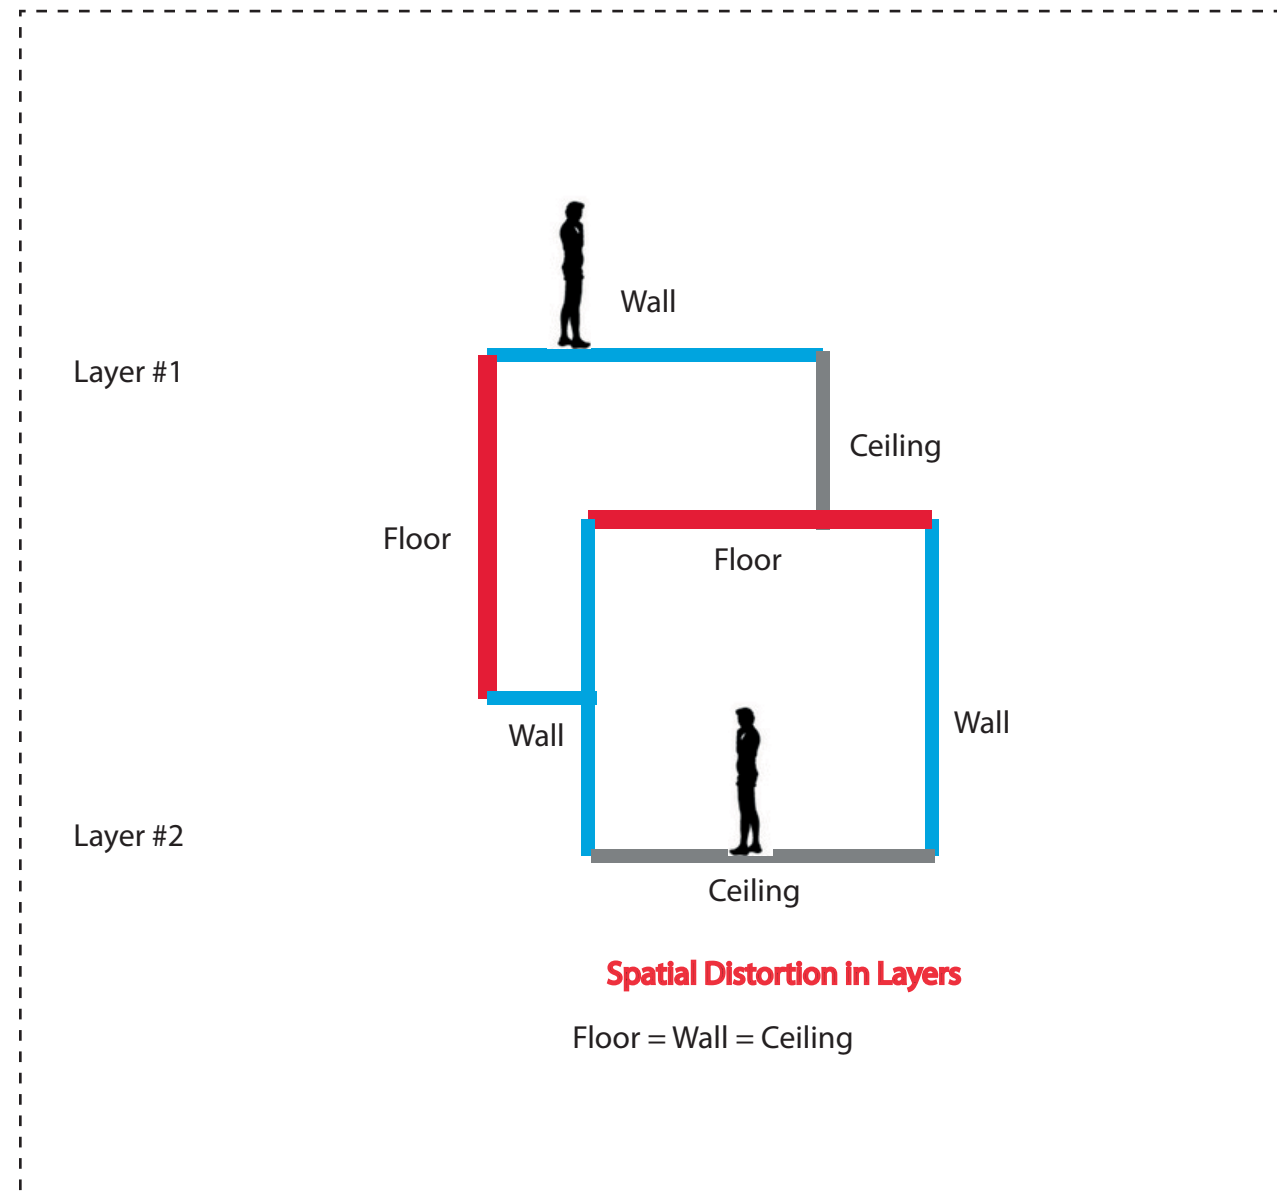 Wall
Layer #1
Ceiling
Floor
Floor
Wall
Wall
Layer #2
Ceiling
Spatial Distortion in Layers
Floor = Wall = Ceiling